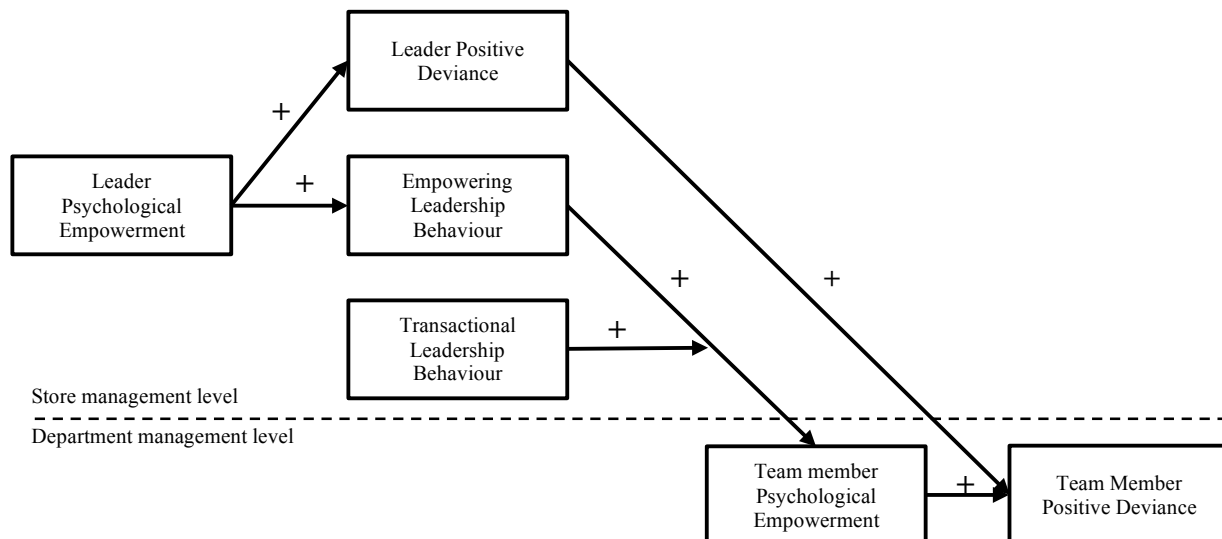 Leader Positive
Deviance
+
Leader
Psychological
Empowerment
+
Empowering
Leadership
Behaviour
+
+
Transactional
Leadership
Behaviour
+
Store management level
Department management level
Team member
Psychological
Empowerment
+
Team Member
Positive Deviance